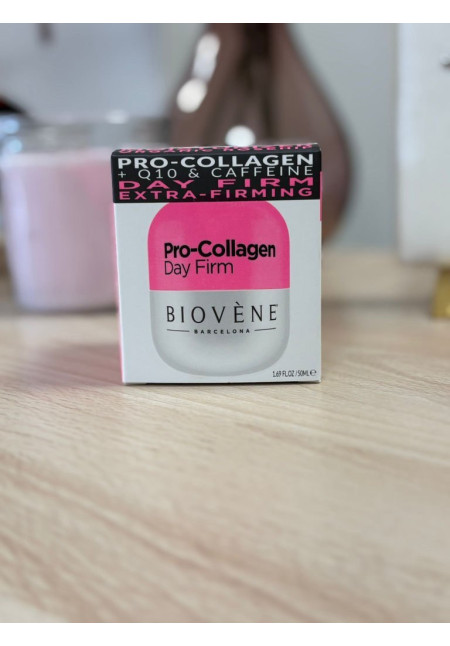 PRO-COLLAGEN
+ Q10 & CAFFEINE
DAY FIRM
EXTRA-FIRMING
Pro-Collagen
Day Firm
BIOVÈNE
BARCELONA
1.69 FL.OZ / 50ML ℮